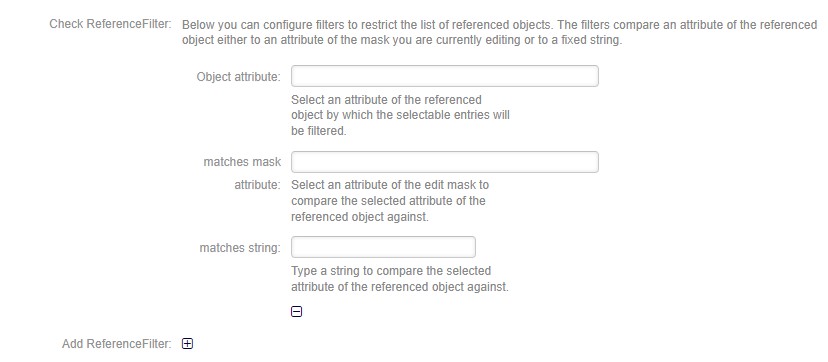 Check ReferenceFilter: Below you can configure filters to restrict the list of referenced objects. The filters compare an attribute of the referenced
object either to an attribute of the mask you are currently editing or to a fixed string.
Object attribute:
Select an attribute of the referenced
object by which the selectable entries will
be filtered.
matches mask
attribute: Select an attribute of the edit mask to
compare the selected attribute of the
referenced object against.
matches string:
Type a string to compare the selected
attribute of the referenced object against.
Add ReferenceFilter: